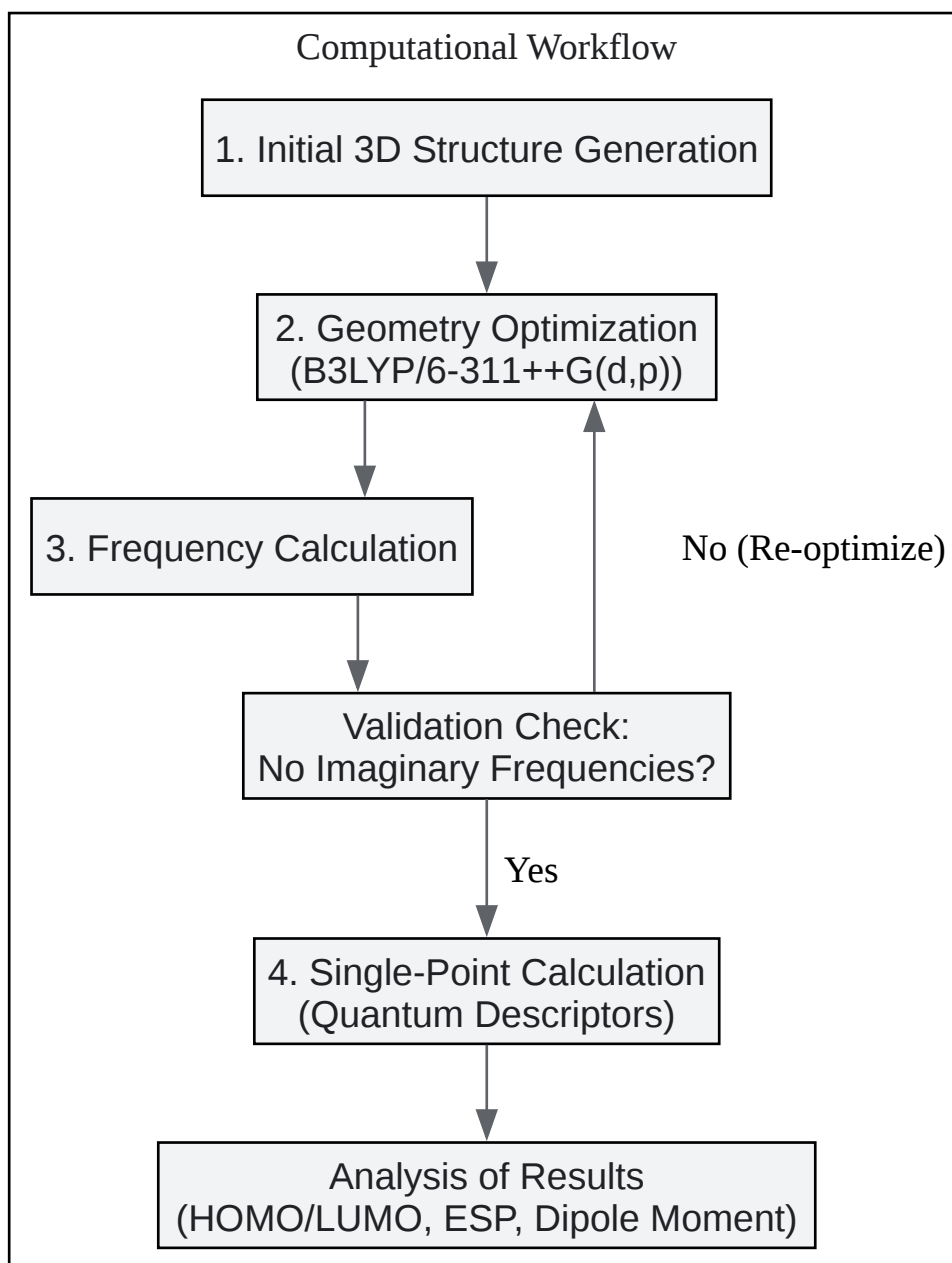 Computational Workflow
1. Initial 3D Structure Generation
2. Geometry Optimization
(B3LYP/6-311++G(d,p))
3. Frequency Calculation
No (Re-optimize)
Validation Check:
No Imaginary Frequencies?
Yes
4. Single-Point Calculation
(Quantum Descriptors)
Analysis of Results
(HOMO/LUMO, ESP, Dipole Moment)